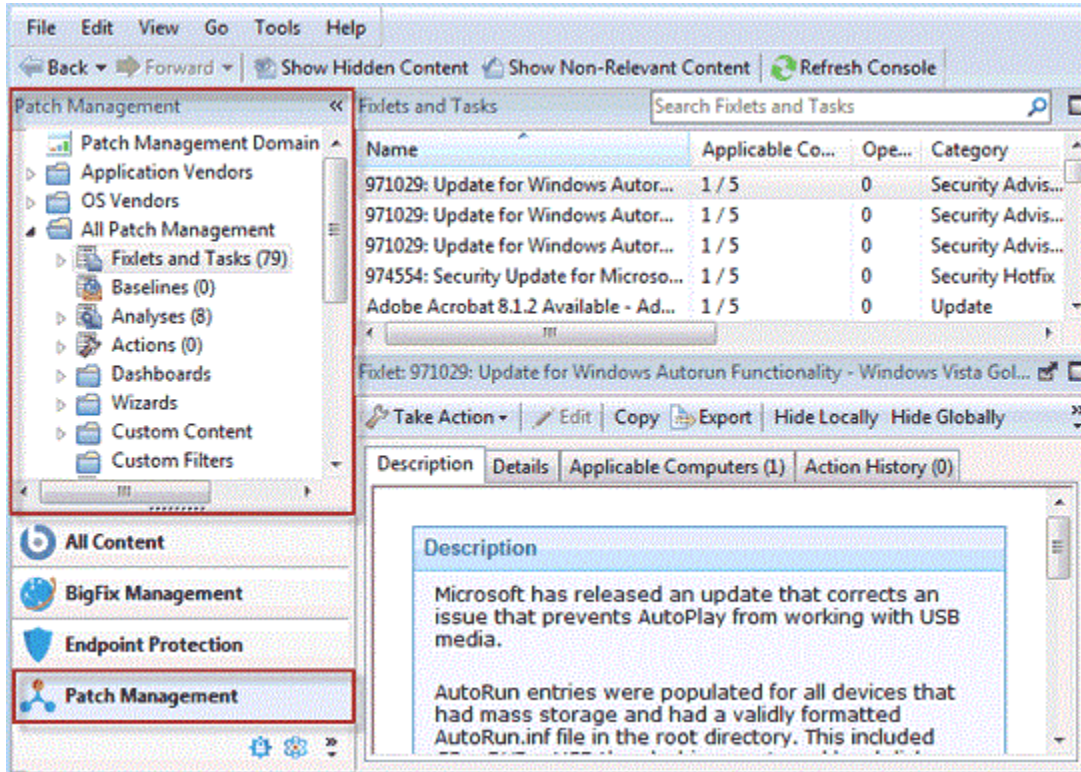 File Edit View Go Tools Help
Back Forward Show Hidden Content Show Non-Relevant Content Refresh Console
Patch Management «
Patch Management Domain
Application Vendors
OS Vendors
All Patch Management
Fixlets and Tasks (79)
Baselines (0)
Analyses (8)
Actions (0)
Dashboards
Wizards
Custom Content
Custom Filters
All Content
BigFix Management
Endpoint Protection
Patch Management
Fixlets and Tasks Search Fixlets and Tasks
Name Applicable Co... Ope... Category
971029: Update for Windows Autor... 1 / 5 0 Security Advis...
971029: Update for Windows Autor... 1 / 5 0 Security Advis...
971029: Update for Windows Autor... 1 / 5 0 Security Advis...
974554: Security Update for Microso... 1 / 5 0 Security Hotfix
Adobe Acrobat 8.1.2 Available - Ad... 1 / 5 0 Update
Fixlet: 971029: Update for Windows Autorun Functionality - Windows Vista Gol...
Take Action Edit Copy Export Hide Locally Hide Globally
Description Details Applicable Computers (1) Action History (0)
Description
Microsoft has released an update that corrects an
issue that prevents AutoPlay from working with USB
media.
AutoRun entries were populated for all devices that
had mass storage and had a validly formatted
AutoRun.inf file in the root directory. This included